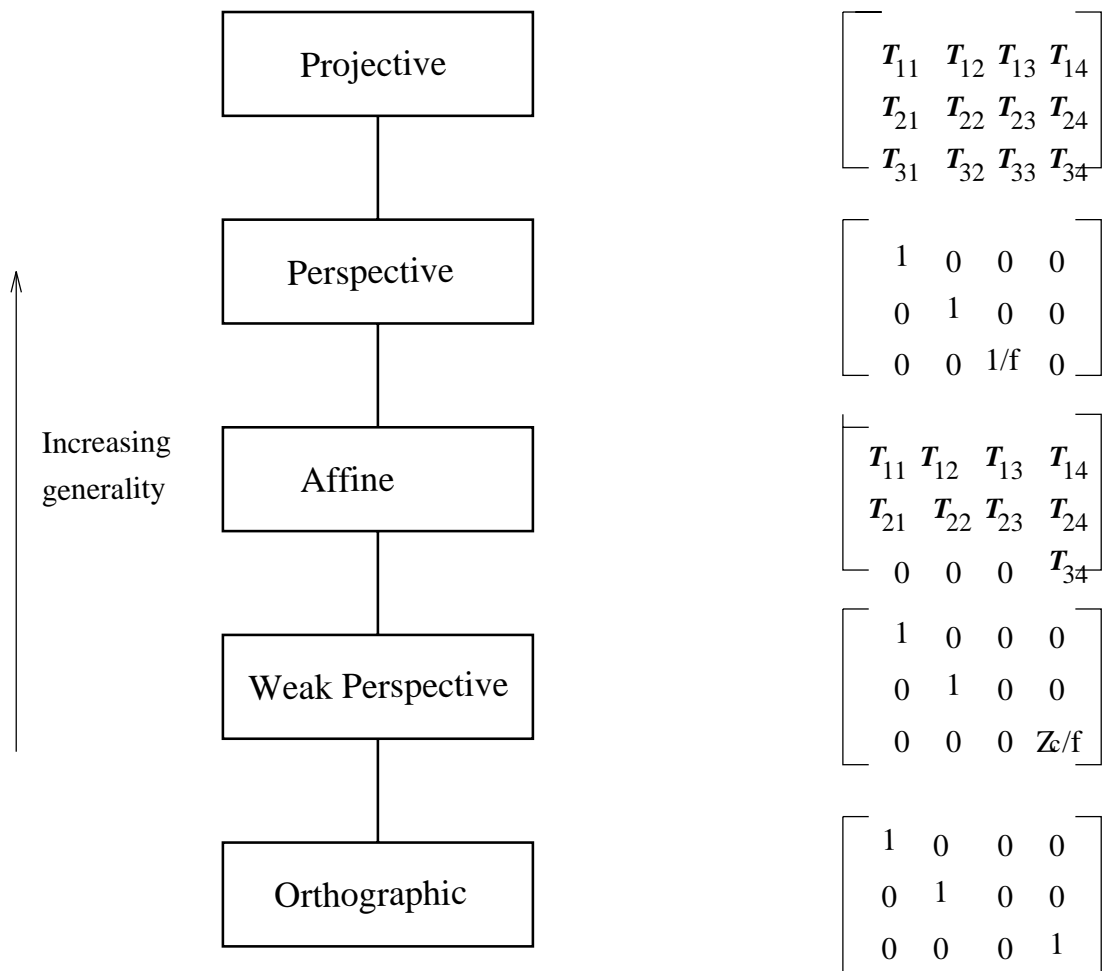 Projective
T11 T12 T13 T14
T21 T22 T23 T24
T31 T32 T33 T34
Perspective
1 0 0 0
0 1 0 0
0 0 1/f 0
Increasing
generality
Affine
T11 T12 T13 T14
T21 T22 T23 T24
0 0 0 T34
Weak Perspective
1 0 0 0
0 1 0 0
0 0 0 Zc/f
Orthographic
1 0 0 0
0 1 0 0
0 0 0 1